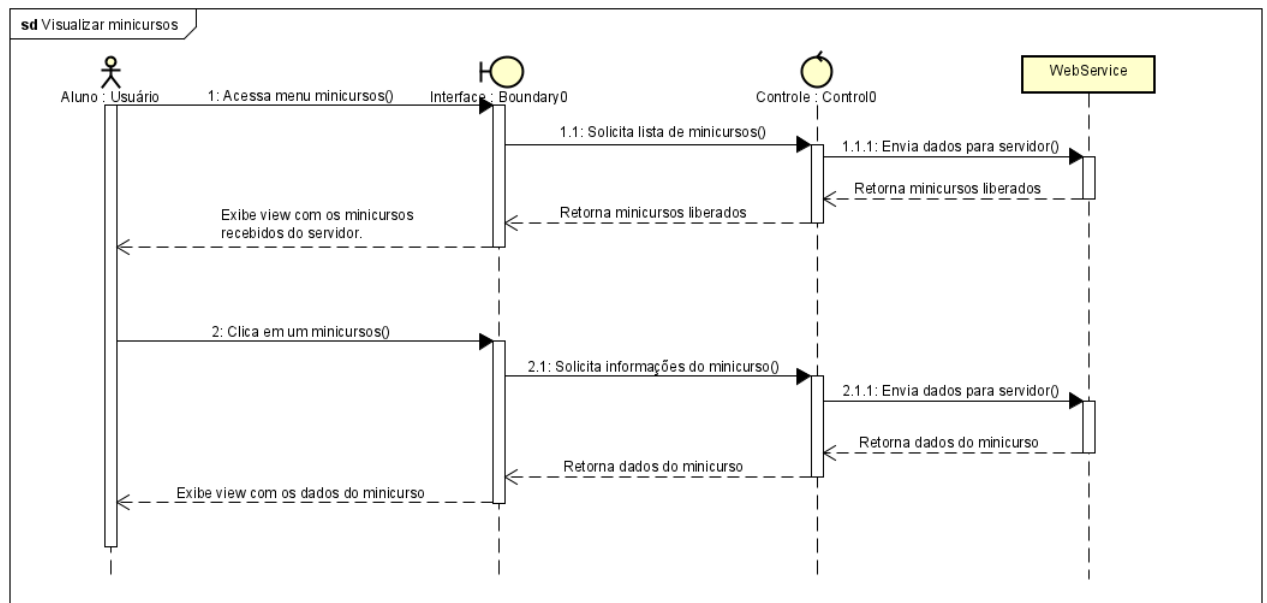 sd Visualizar minicursos
Aluno : Usuário
Interface : Boundary0
Controle : Control0
WebService
1: Acessa menu minicursos()
1.1: Solicita lista de minicursos()
1.1.1: Envia dados para servidor()
Retorna minicursos liberados
Retorna minicursos liberados
Exibe view com os minicursos
recebidos do servidor.
2: Clica em um minicursos()
2.1: Solicita informações do minicurso()
2.1.1: Envia dados para servidor()
Retorna dados do minicurso
Retorna dados do minicurso
Exibe view com os dados do minicurso